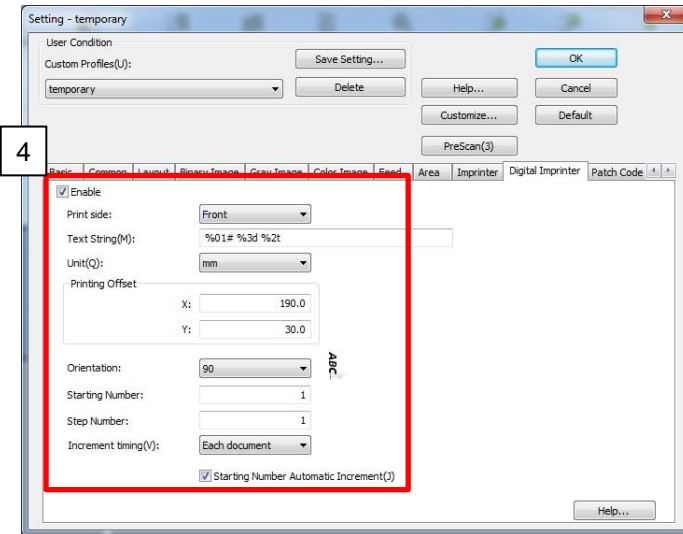 Setting - temporary
User Condition
Custom Profiles(U):
Save Setting...
OK
temporary
Delete
Help...
Cancel
Customize...
Default
4
PreScan(3)
Basic Common Layout Binary Image Gray Image Color Image Feed Area Imprinter Digital Imprinter Patch Code
Enable
Print side: Front
Text String(M): %01# %3d %2t
Unit(Q): mm
Printing Offset
X: 190.0
Y: 30.0
Orientation: 90 ABC
Starting Number: 1
Step Number: 1
Increment timing(V): Each document
Starting Number Automatic Increment(J)
Help...